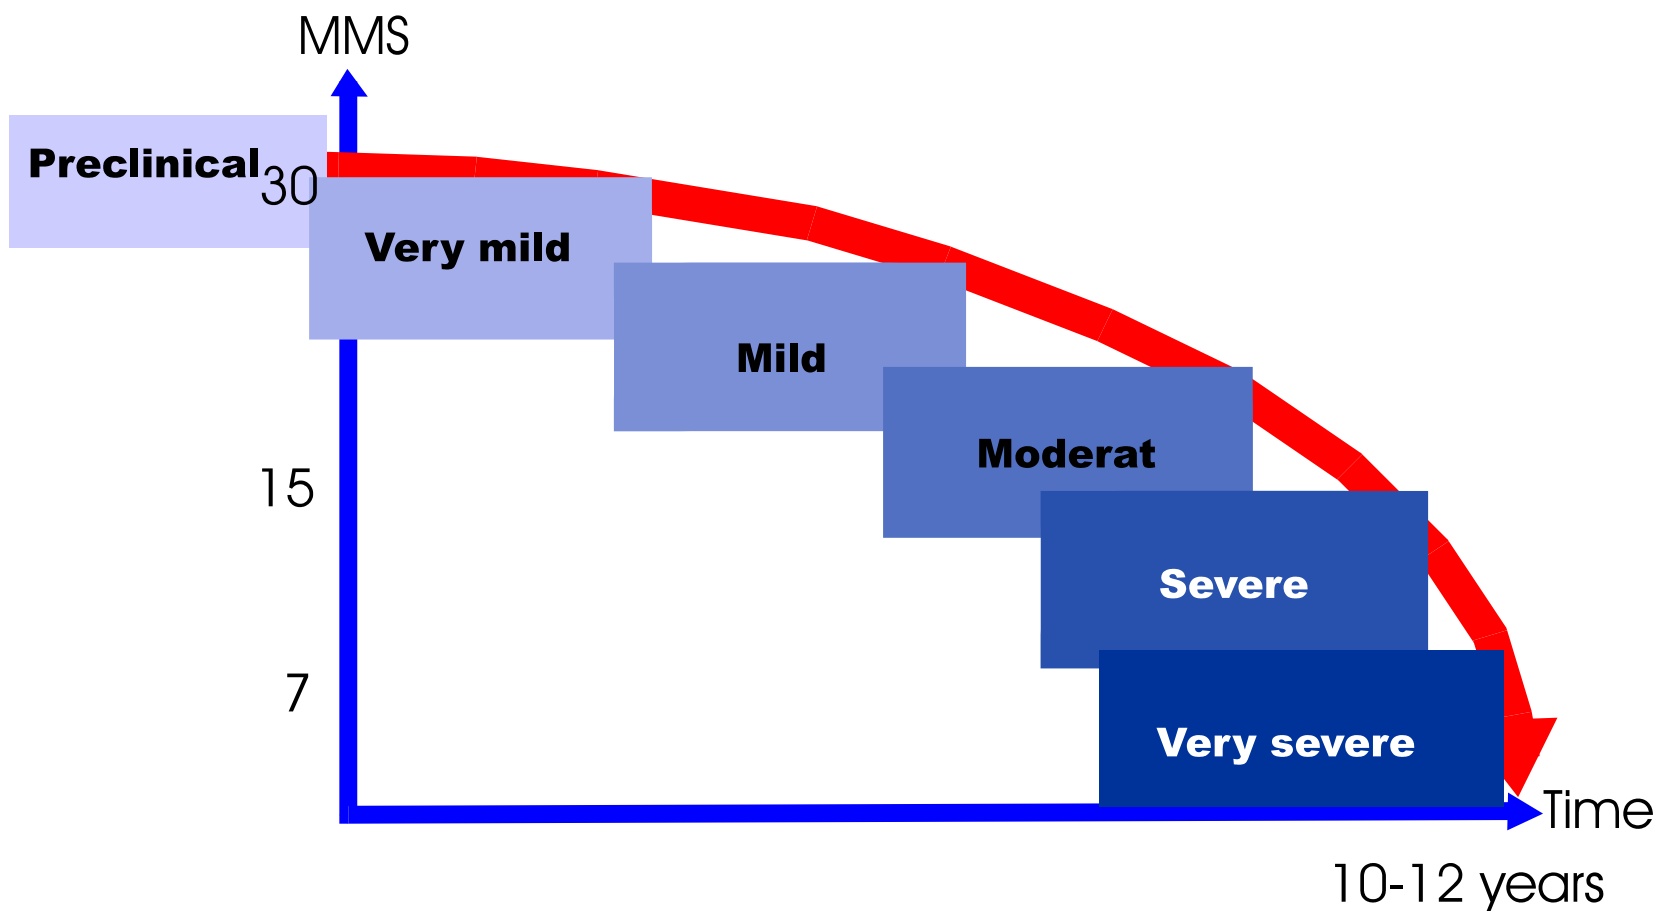 MMS
Preclinical
30
Very mild
Mild
Moderat
15
Severe
7
Very severe
Time
10-12 years